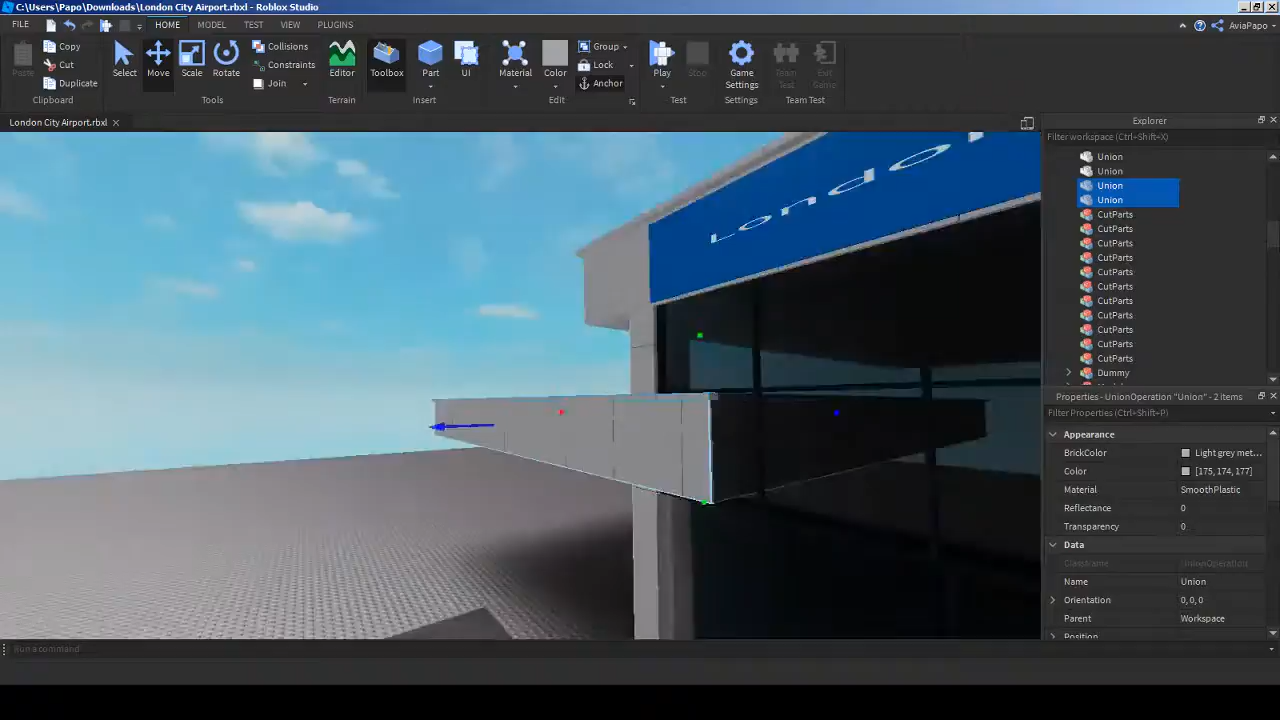 C:\Users\Papo\Downloads\London City Airport.rbxl - Roblox Studio
FILE HOME MODEL TEST VIEW PLUGINS AviaPapo
Paste Copy Cut Duplicate Clipboard
Select Move Scale Rotate Collisions Constraints Join Tools
Editor Terrain
Toolbox Part UI Insert
Material Color Group Lock Anchor Edit
Play Stop Test
Game Settings Settings
Team Test Exit Game Team Test
London City Airport.rbxl
London
Explorer
Filter workspace (Ctrl+Shift+X)
Union
Union
Union
Union
CutParts
CutParts
CutParts
CutParts
CutParts
CutParts
CutParts
CutParts
CutParts
CutParts
CutParts
Dummy
Properties - UnionOperation "Union" - 2 items
Filter Properties (Ctrl+Shift+P)
Appearance
BrickColor Light grey met...
Color [175, 174, 177]
Material SmoothPlastic
Reflectance 0
Transparency 0
Data
ClassName UnionOperation
Name Union
Orientation 0, 0, 0
Parent Workspace
Position
Run a command